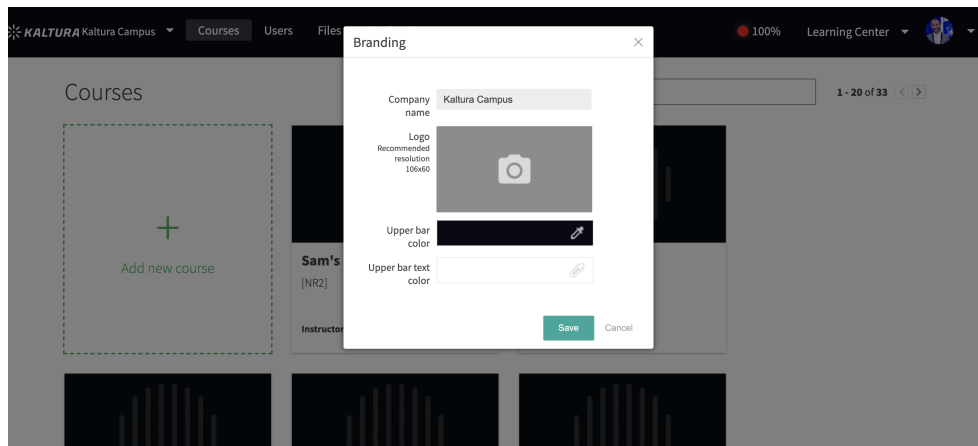 KALTURA Kaltura Campus
Courses
Users
Files
100%
Learning Center
Courses
1 - 20 of 33
Add new course
Sam's
[NR2]
Instructor
Branding
Company
name
Kaltura Campus
Logo
Recommended
resolution
106x60
Upper bar
color
Upper bar text
color
Save
Cancel